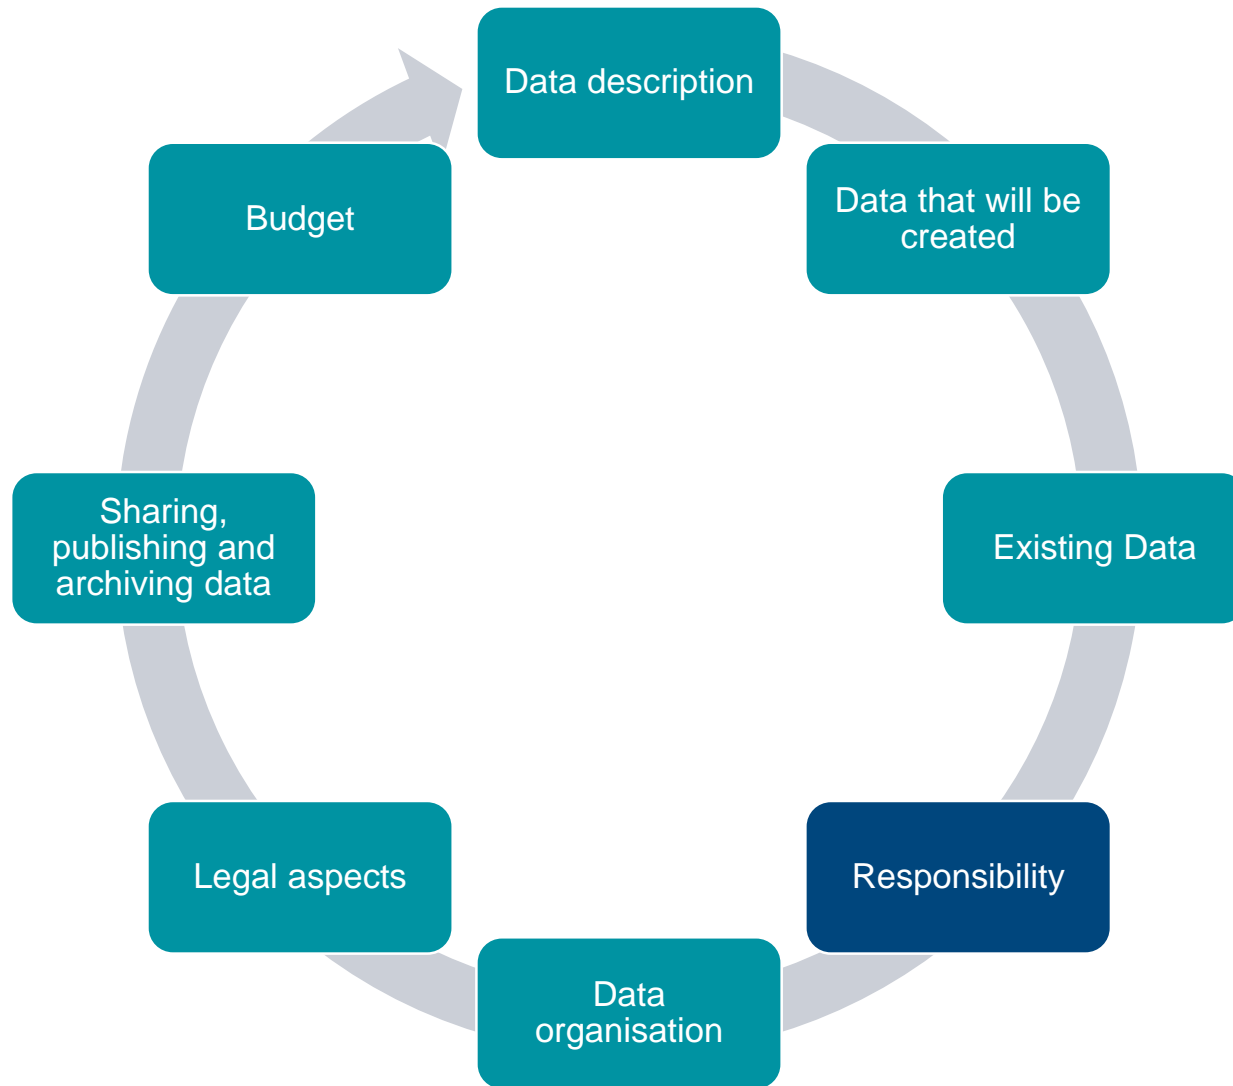 Data description
Data that will be
created
Existing Data
Responsibility
Data
organisation
Legal aspects
Sharing,
publishing and
archiving data
Budget